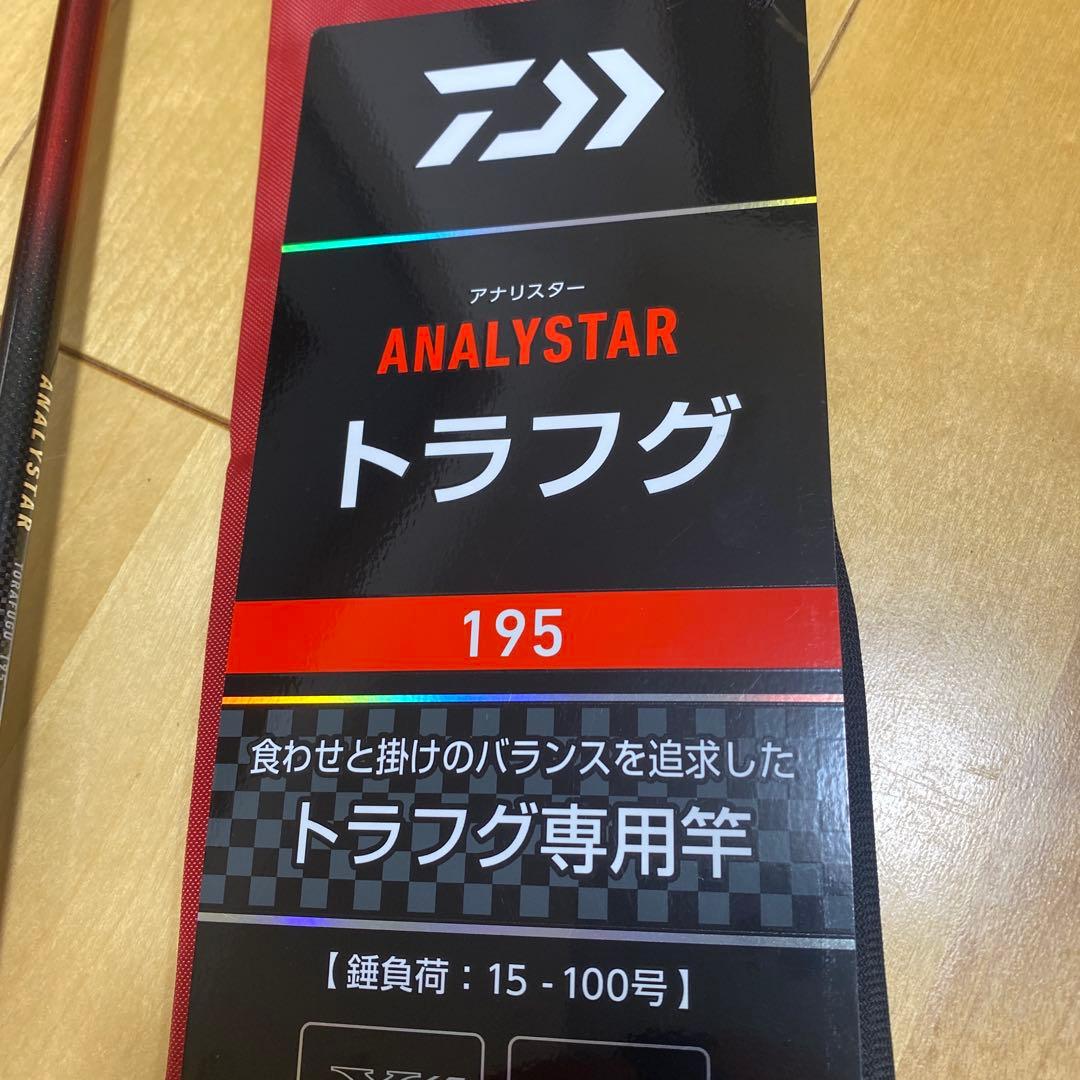 アナリスター
ANALYSTAR
トラフグ
195
食わせと掛けのバランスを追求した
トラフグ専用竿
【錘負荷：15 - 100号】
ANALYSTAR
TORAFUGU 195